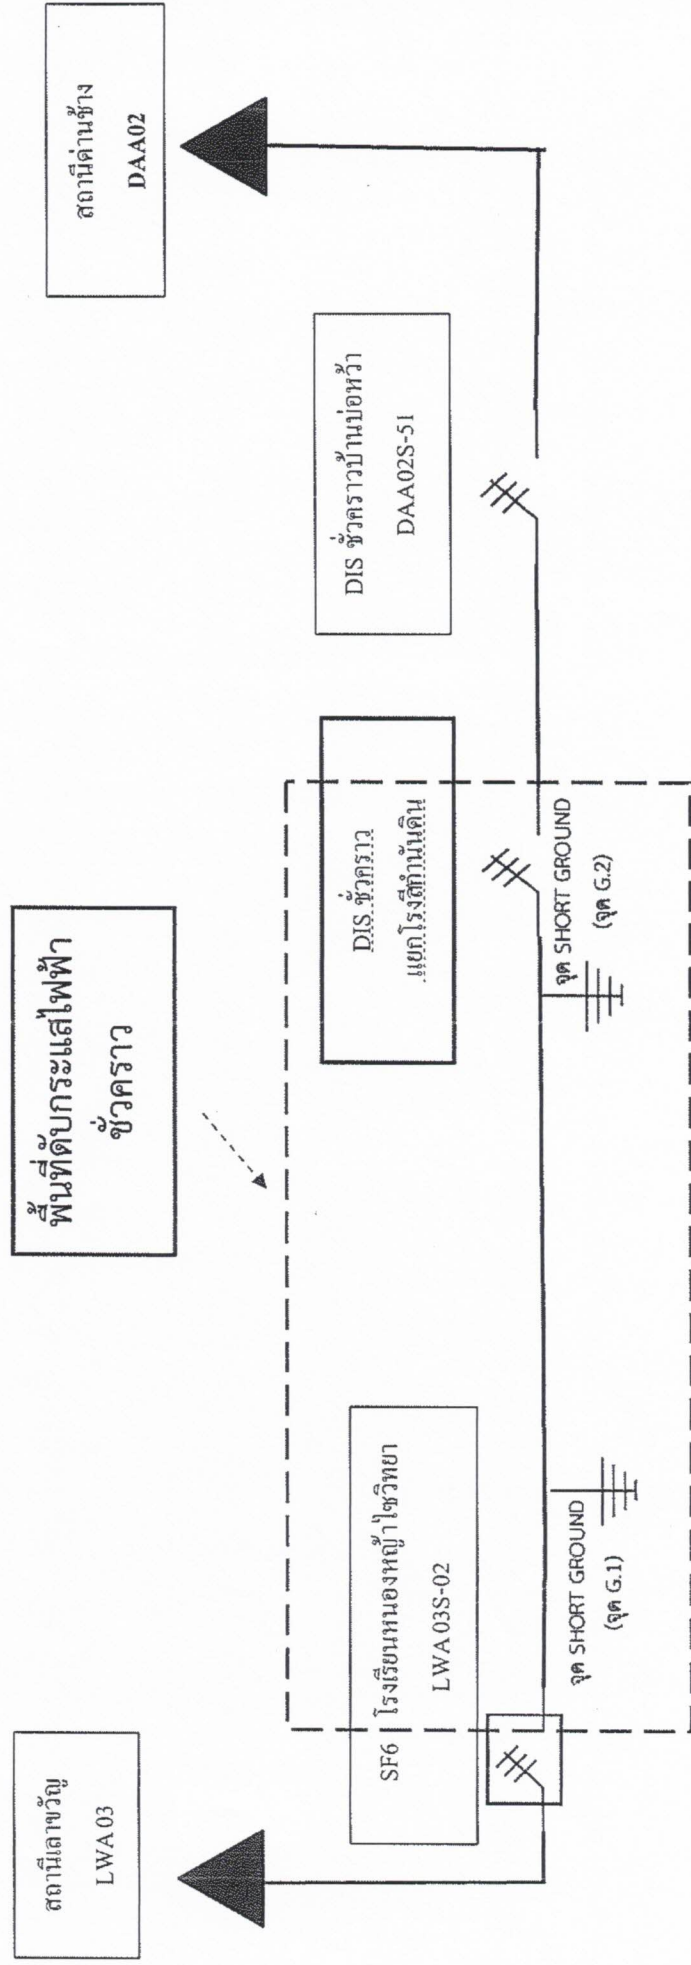 สถานีเลาขวัญ
LWA03
พื้นที่ดับกระแสไฟฟ้า
ชั่วคราว
สถานีด่านช้าง
DAA02
SF6 โรงเรียนหนองหญ้าไซวิทยา
LWA03S-02
DIS ชั่วคราว
แยกโรงสีกำนันดิน
DIS ชั่วคราวบ้านบ่อหว้า
DAA02S-51
จุด SHORT GROUND
(จุด G.1)
จุด SHORT GROUND
(จุด G.2)